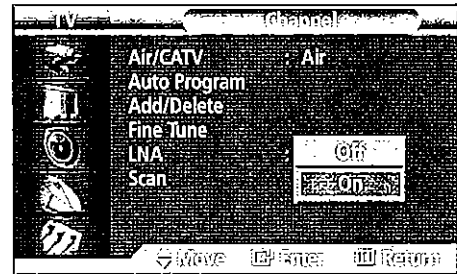 TV Channel
Air/CATV : Air
Auto Program
Add/Delete
Fine Tune
LNA : Off
On
Scan
Move Enter Return